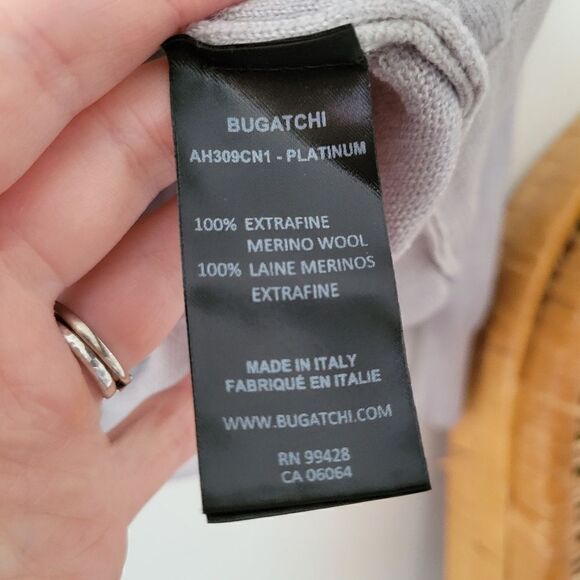 BUGATCHI
AH309CN1 - PLATINUM
100% EXTRAFINE
MERINO WOOL
100% LAINE MERINOS
EXTRAFINE
MADE IN ITALY
FABRIQUÉ EN ITALIE
WWW.BUGATCHI.COM
RN 99428
CA 06064